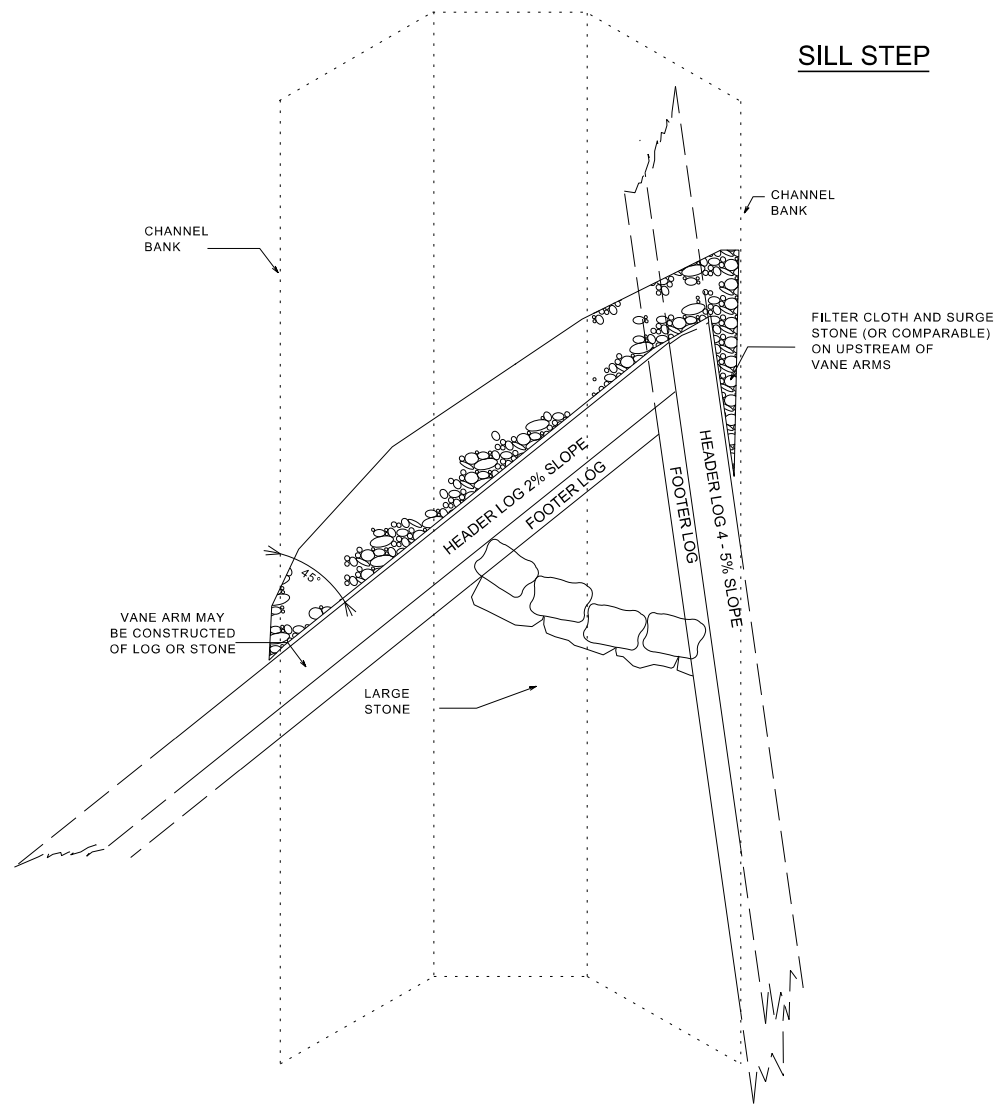 SILL STEP
CHANNEL
BANK
CHANNEL
BANK
FILTER CLOTH AND SURGE
STONE (OR COMPARABLE)
ON UPSTREAM OF
VANE ARMS
HEADER LOG 2% SLOPE
FOOTER LOG
FOOTER LOG
HEADER LOG 4 - 5% SLOPE
45°
VANE ARM MAY
BE CONSTRUCTED
OF LOG OR STONE
LARGE
STONE